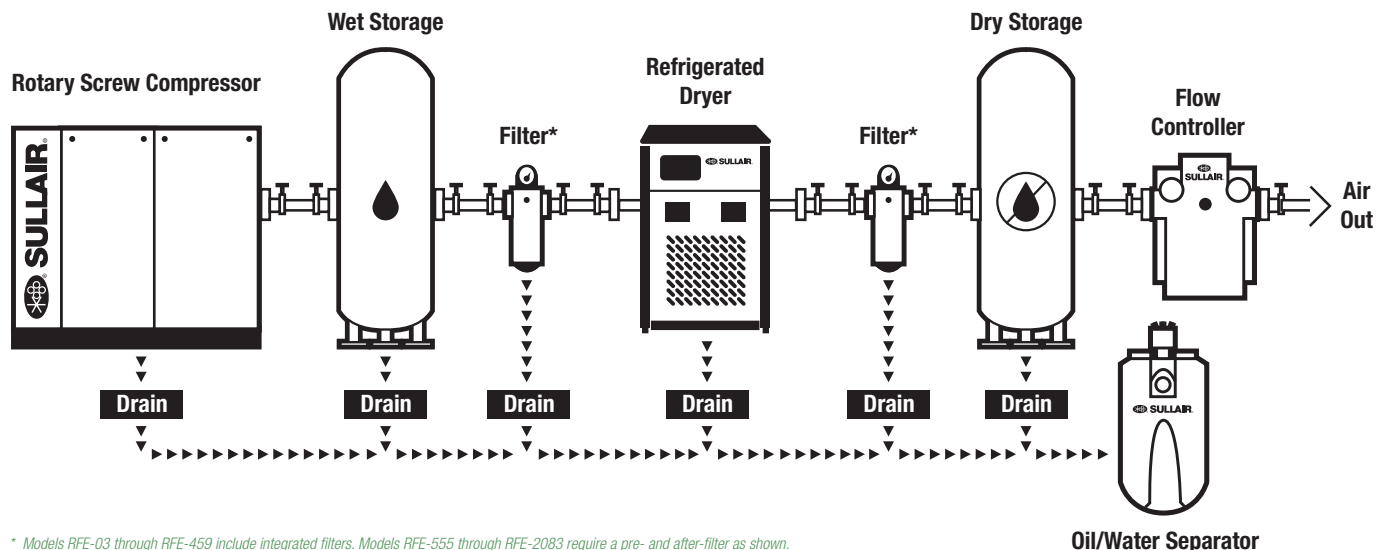 Wet Storage
Dry Storage
Rotary Screw Compressor
Refrigerated
Dryer
Flow
Controller
Filter*
Filter*
SULLAIR
SULLAIR
SULLAIR
Air
Out
Drain
Drain
Drain
Drain
Drain
Drain
SULLAIR
* Models RFE-03 through RFE-459 include integrated filters. Models RFE-555 through RFE-2083 require a pre- and after-filter as shown.
Oil/Water Separator